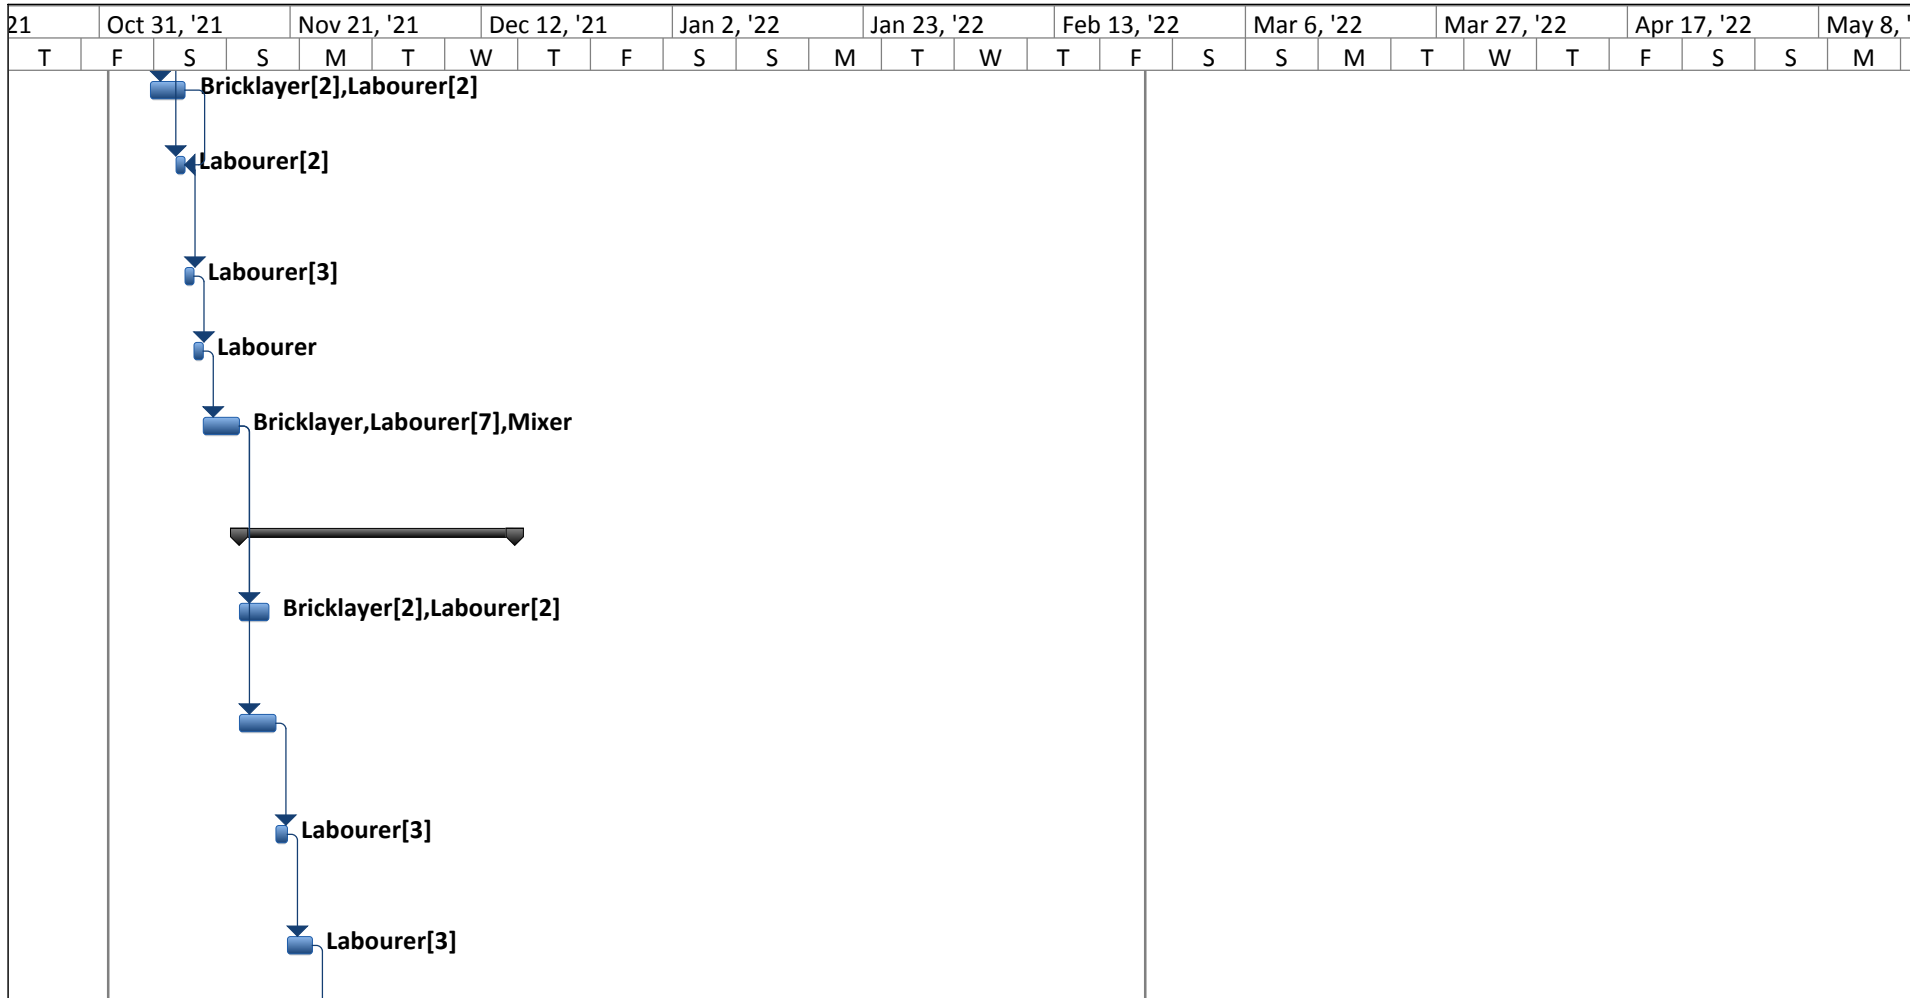 21 Oct 31, '21 Nov 21, '21 Dec 12, '21 Jan 2, '22 Jan 23, '22 Feb 13, '22 Mar 6, '22 Mar 27, '22 Apr 17, '22 May 8, '
T F S S M T W T F S S M T W T F S S M T W T F S S M
Bricklayer[2],Labourer[2]
Labourer[2]
Labourer[3]
Labourer
Bricklayer,Labourer[7],Mixer
Bricklayer[2],Labourer[2]
Labourer[3]
Labourer[3]